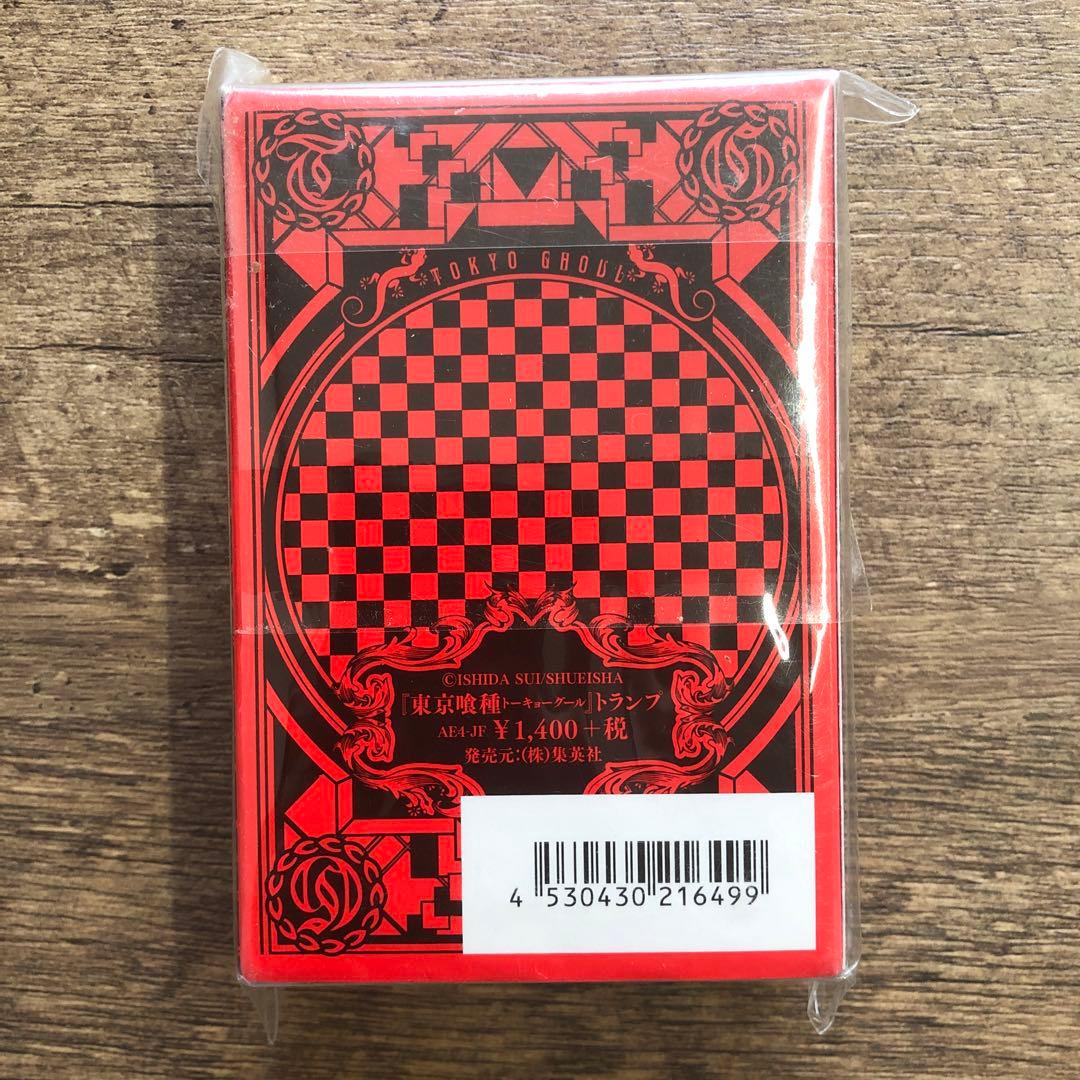 T
G
TOKYO GHOUL
©ISHIDA SUI/SHUEISHA
『東京喰種トーキョーグール』トランプ
AE4-JF ¥1,400+税
発売元:(株)集英社
4 530430 216499